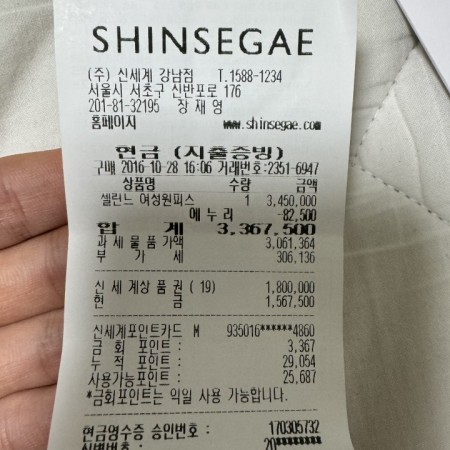 SHINSEGAE
(주) 신세계 강남점 T.1588-1234
서울시 서초구 신반포로 176
201-81-32195 장 재 영
홈페이지 www.shinsegae.com
현금 (지출증빙)
구매 2016-10-28 16:06 거래번호:2351-6947
상품명 수량 금액
셀린느 여성원피스 1 3,450,000
에누리 -82,500
합 계 3,367,500
과세물품가액 3,061,364
부 가 세 306,136
신세계상품권(19) 1,800,000
현 금 1,567,500
신세계포인트카드 M 935016******4860
금 회 포인트 : 3,367
누 적 포인트 : 29,054
사용가능포인트 : 25,687
*금회포인트는 익일 사용 가능합니다.
현금영수증 승인번호 : 170305732
20********